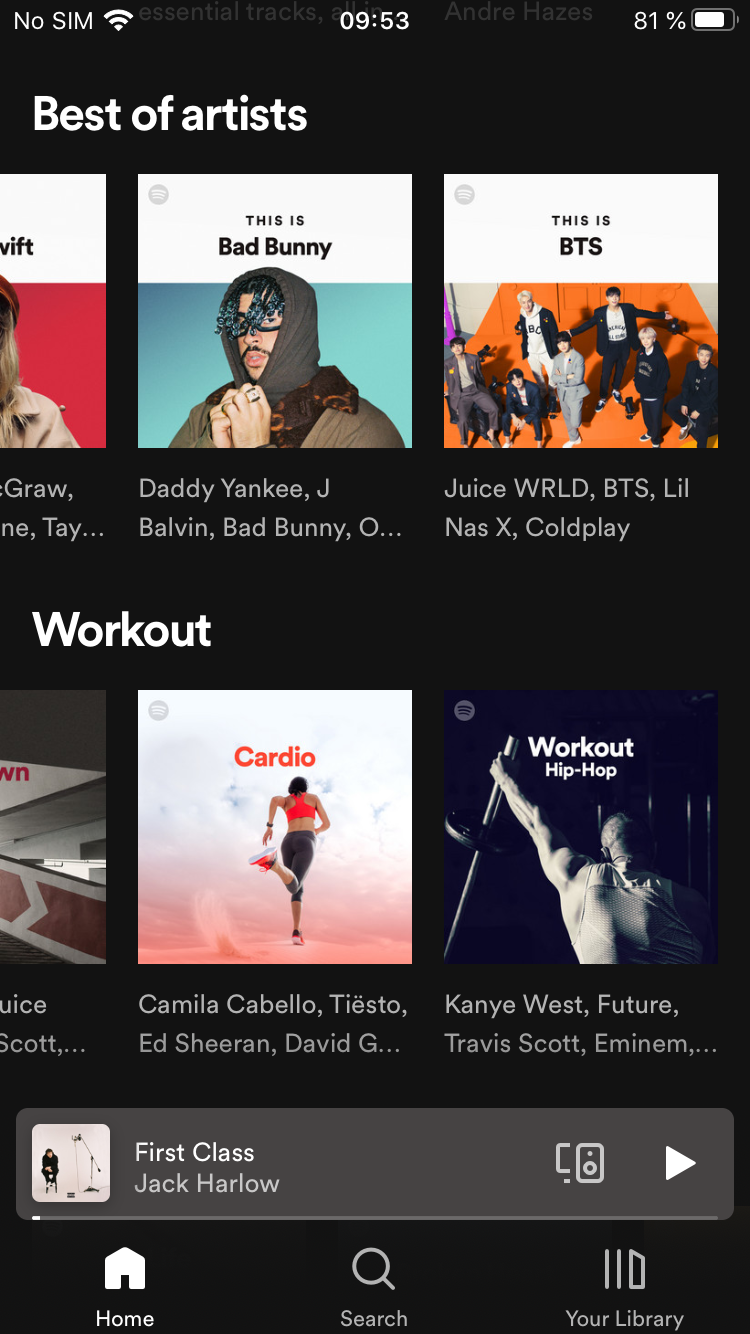 No SIM 09:53 81 %
essential tracks, all in
Andre Hazes
Best of artists
wift
THIS IS
Bad Bunny
THIS IS
BTS
cGraw,
ne, Tay...
Daddy Yankee, J
Balvin, Bad Bunny, O...
Juice WRLD, BTS, Lil
Nas X, Coldplay
Workout
wn
Cardio
Workout
Hip-Hop
uice
Scott,...
Camila Cabello, Tiësto,
Ed Sheeran, David G...
Kanye West, Future,
Travis Scott, Eminem,...
First Class
Jack Harlow
Home
Search
Your Library